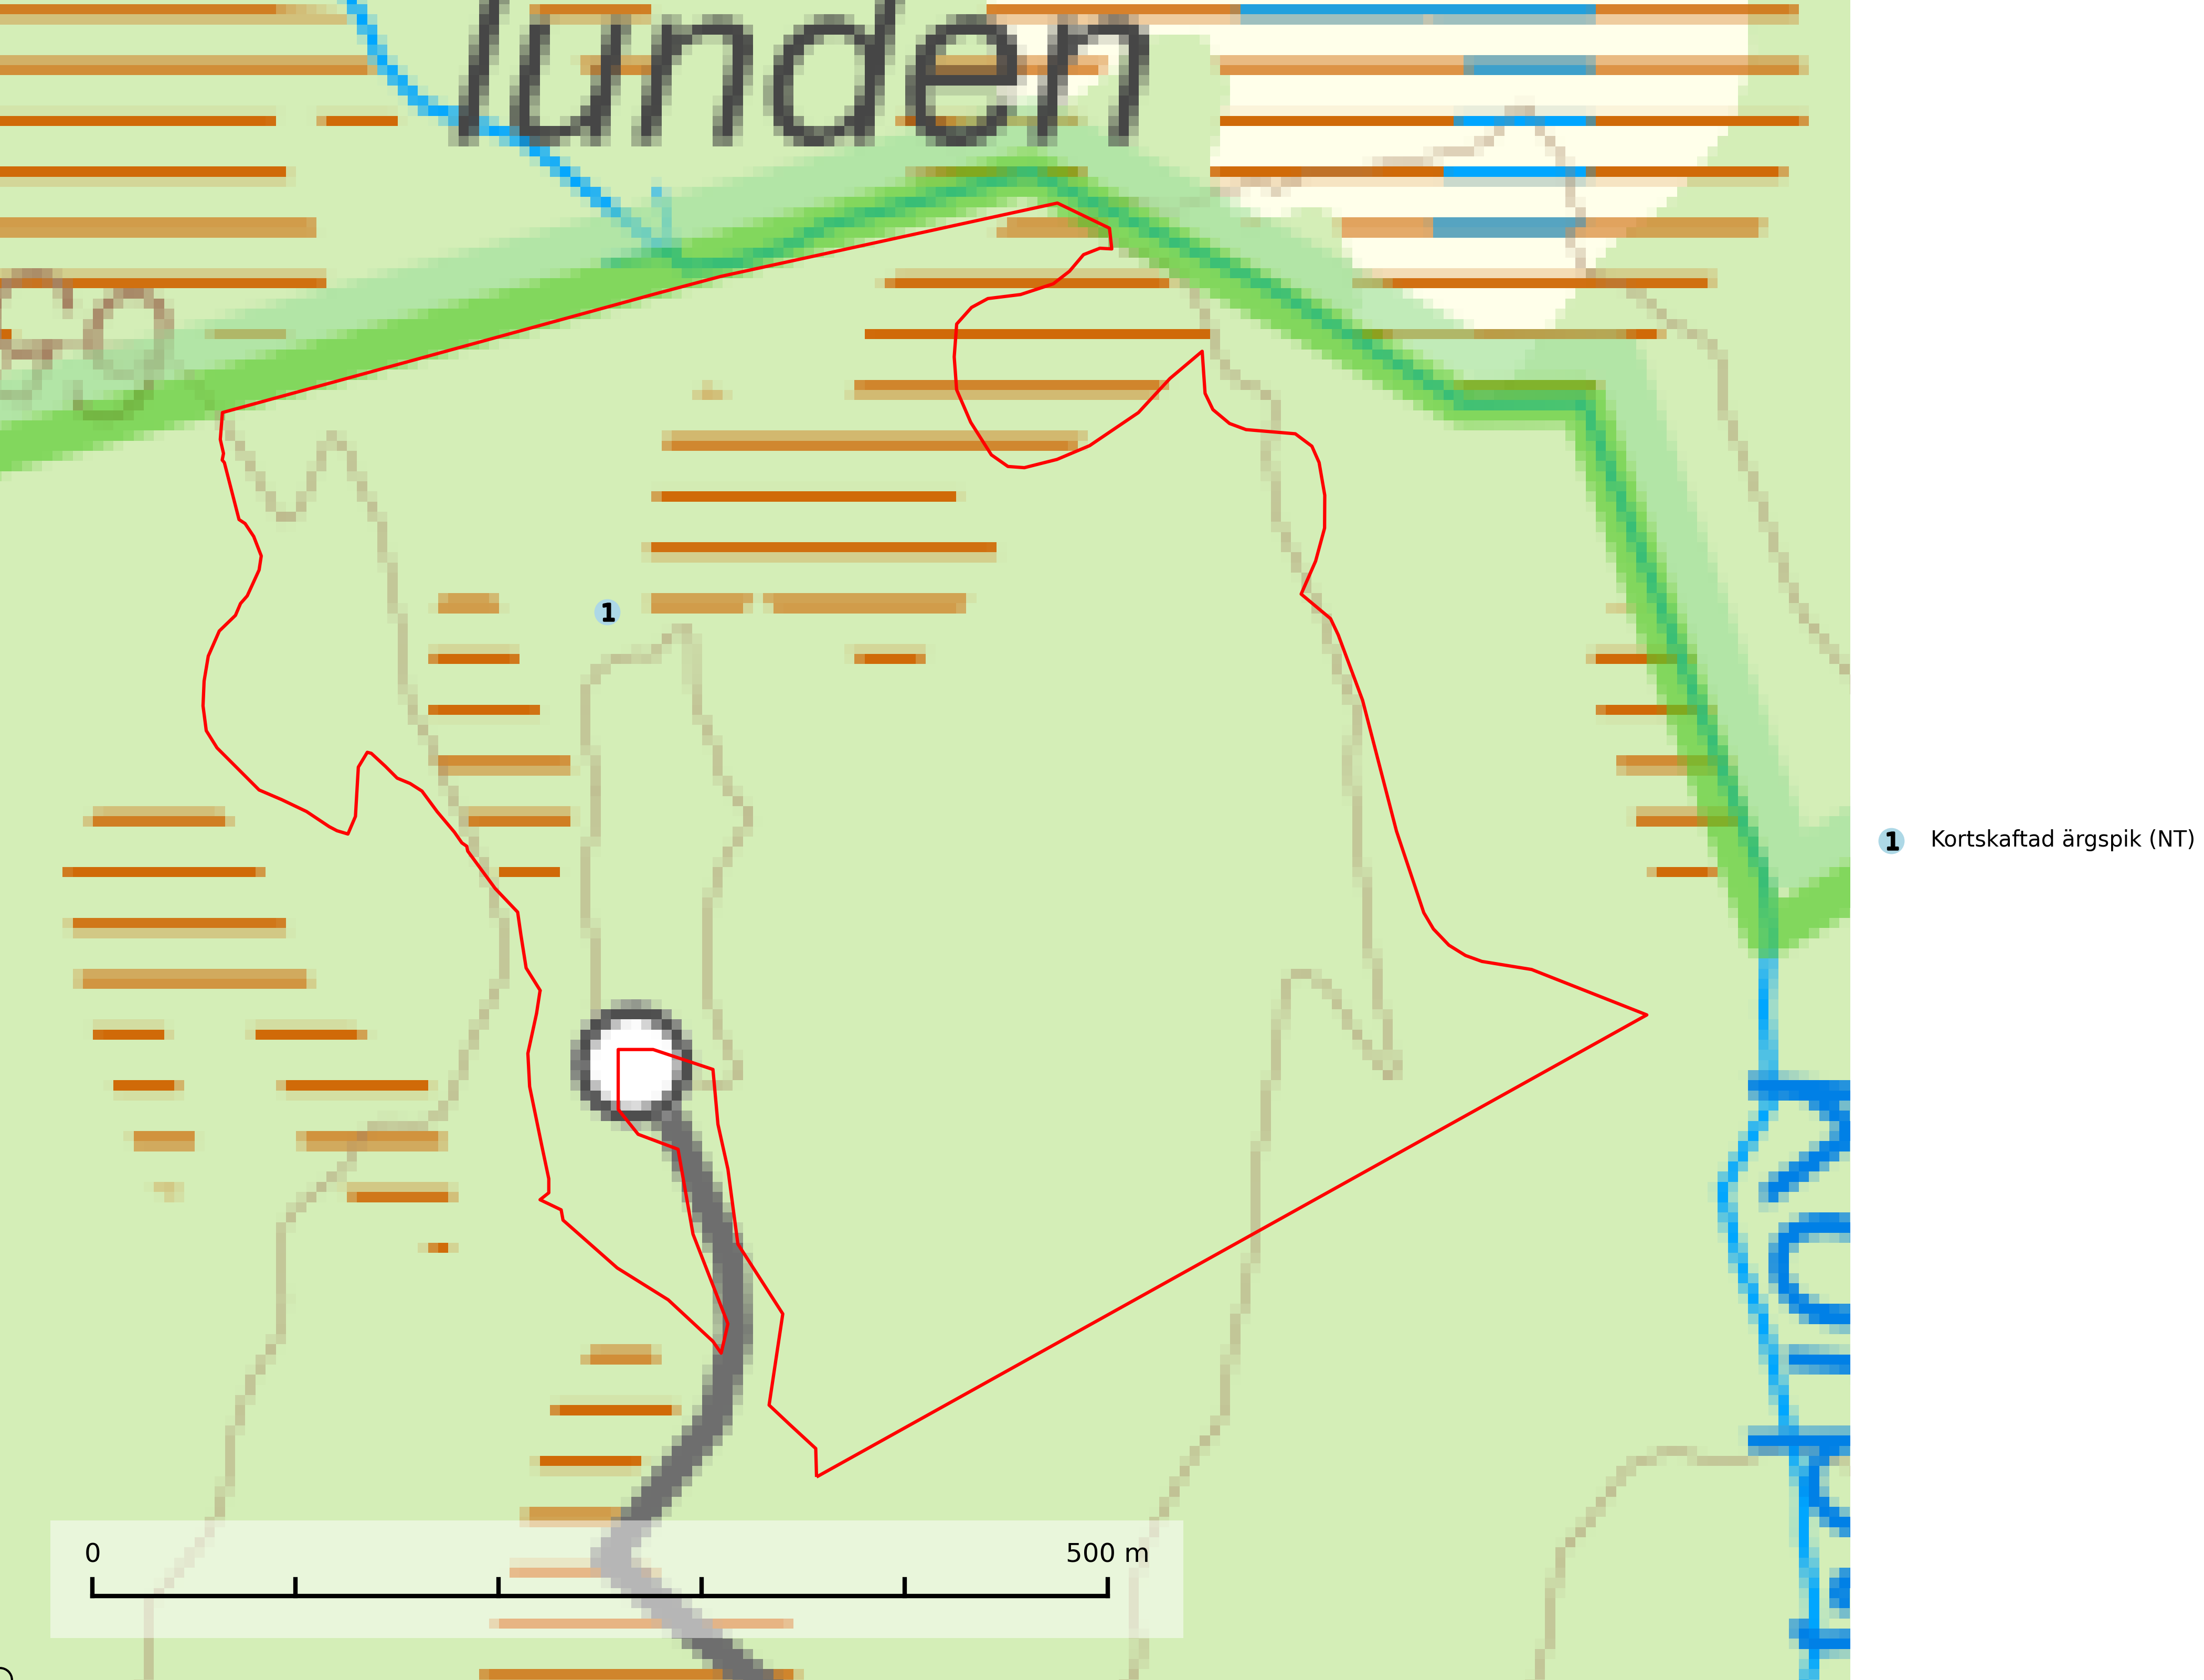 lunden
1
1 Kortskaftad ärgspik (NT)
0 500 m